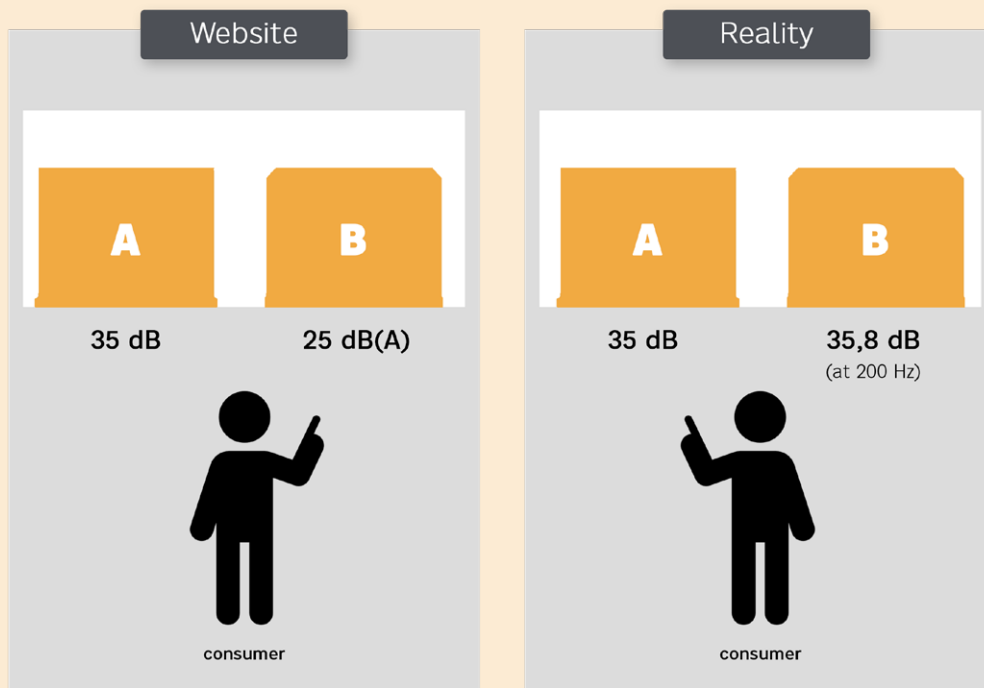 Website
A
B
35 dB
25 dB(A)
consumer
Reality
A
B
35 dB
35,8 dB
(at 200 Hz)
consumer